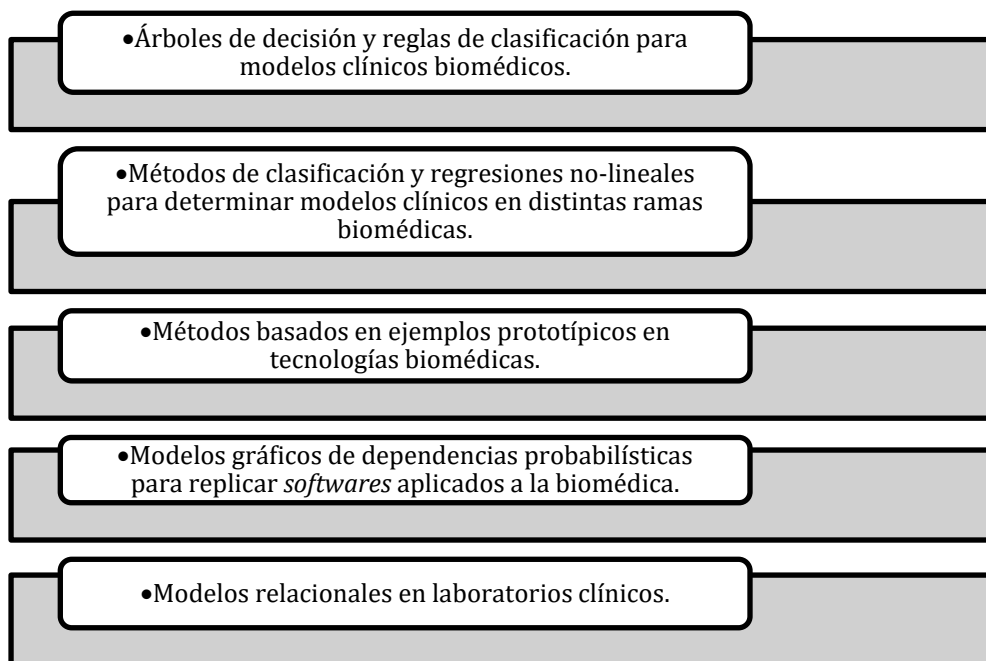 •Árboles de decisión y reglas de clasificación para
modelos clínicos biomédicos.
•Métodos de clasificación y regresiones no-lineales
para determinar modelos clínicos en distintas ramas
biomédicas.
•Métodos basados en ejemplos prototípicos en
tecnologías biomédicas.
•Modelos gráficos de dependencias probabilísticas
para replicar softwares aplicados a la biomédica.
•Modelos relacionales en laboratorios clínicos.